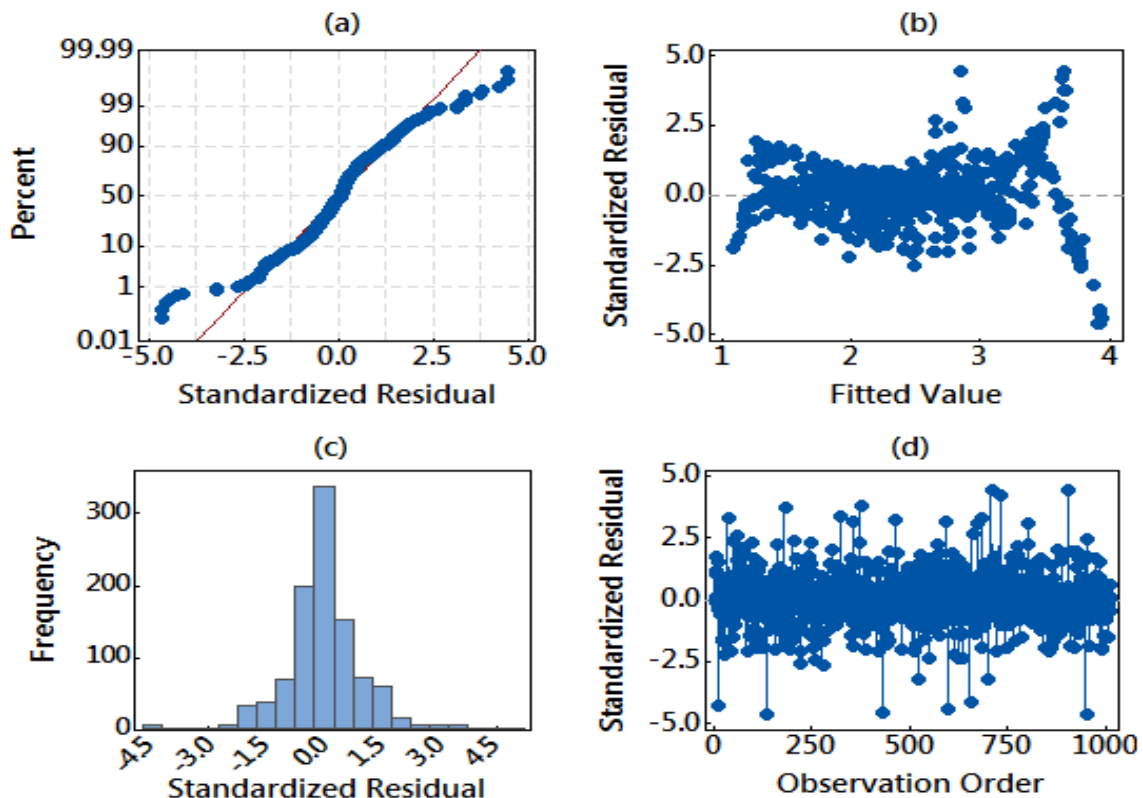 (a)
99.99
99
90
50
10
1
0.01
Percent
-5.0 -2.5 0.0 2.5 5.0
Standardized Residual
(b)
5.0
2.5
0.0
-2.5
-5.0
Standardized Residual
1 2 3 4
Fitted Value
(c)
300
200
100
0
Frequency
-4.5 -3.0 -1.5 0.0 1.5 3.0 4.5
Standardized Residual
(d)
5.0
2.5
0.0
-2.5
-5.0
Standardized Residual
0 250 500 750 1000
Observation Order